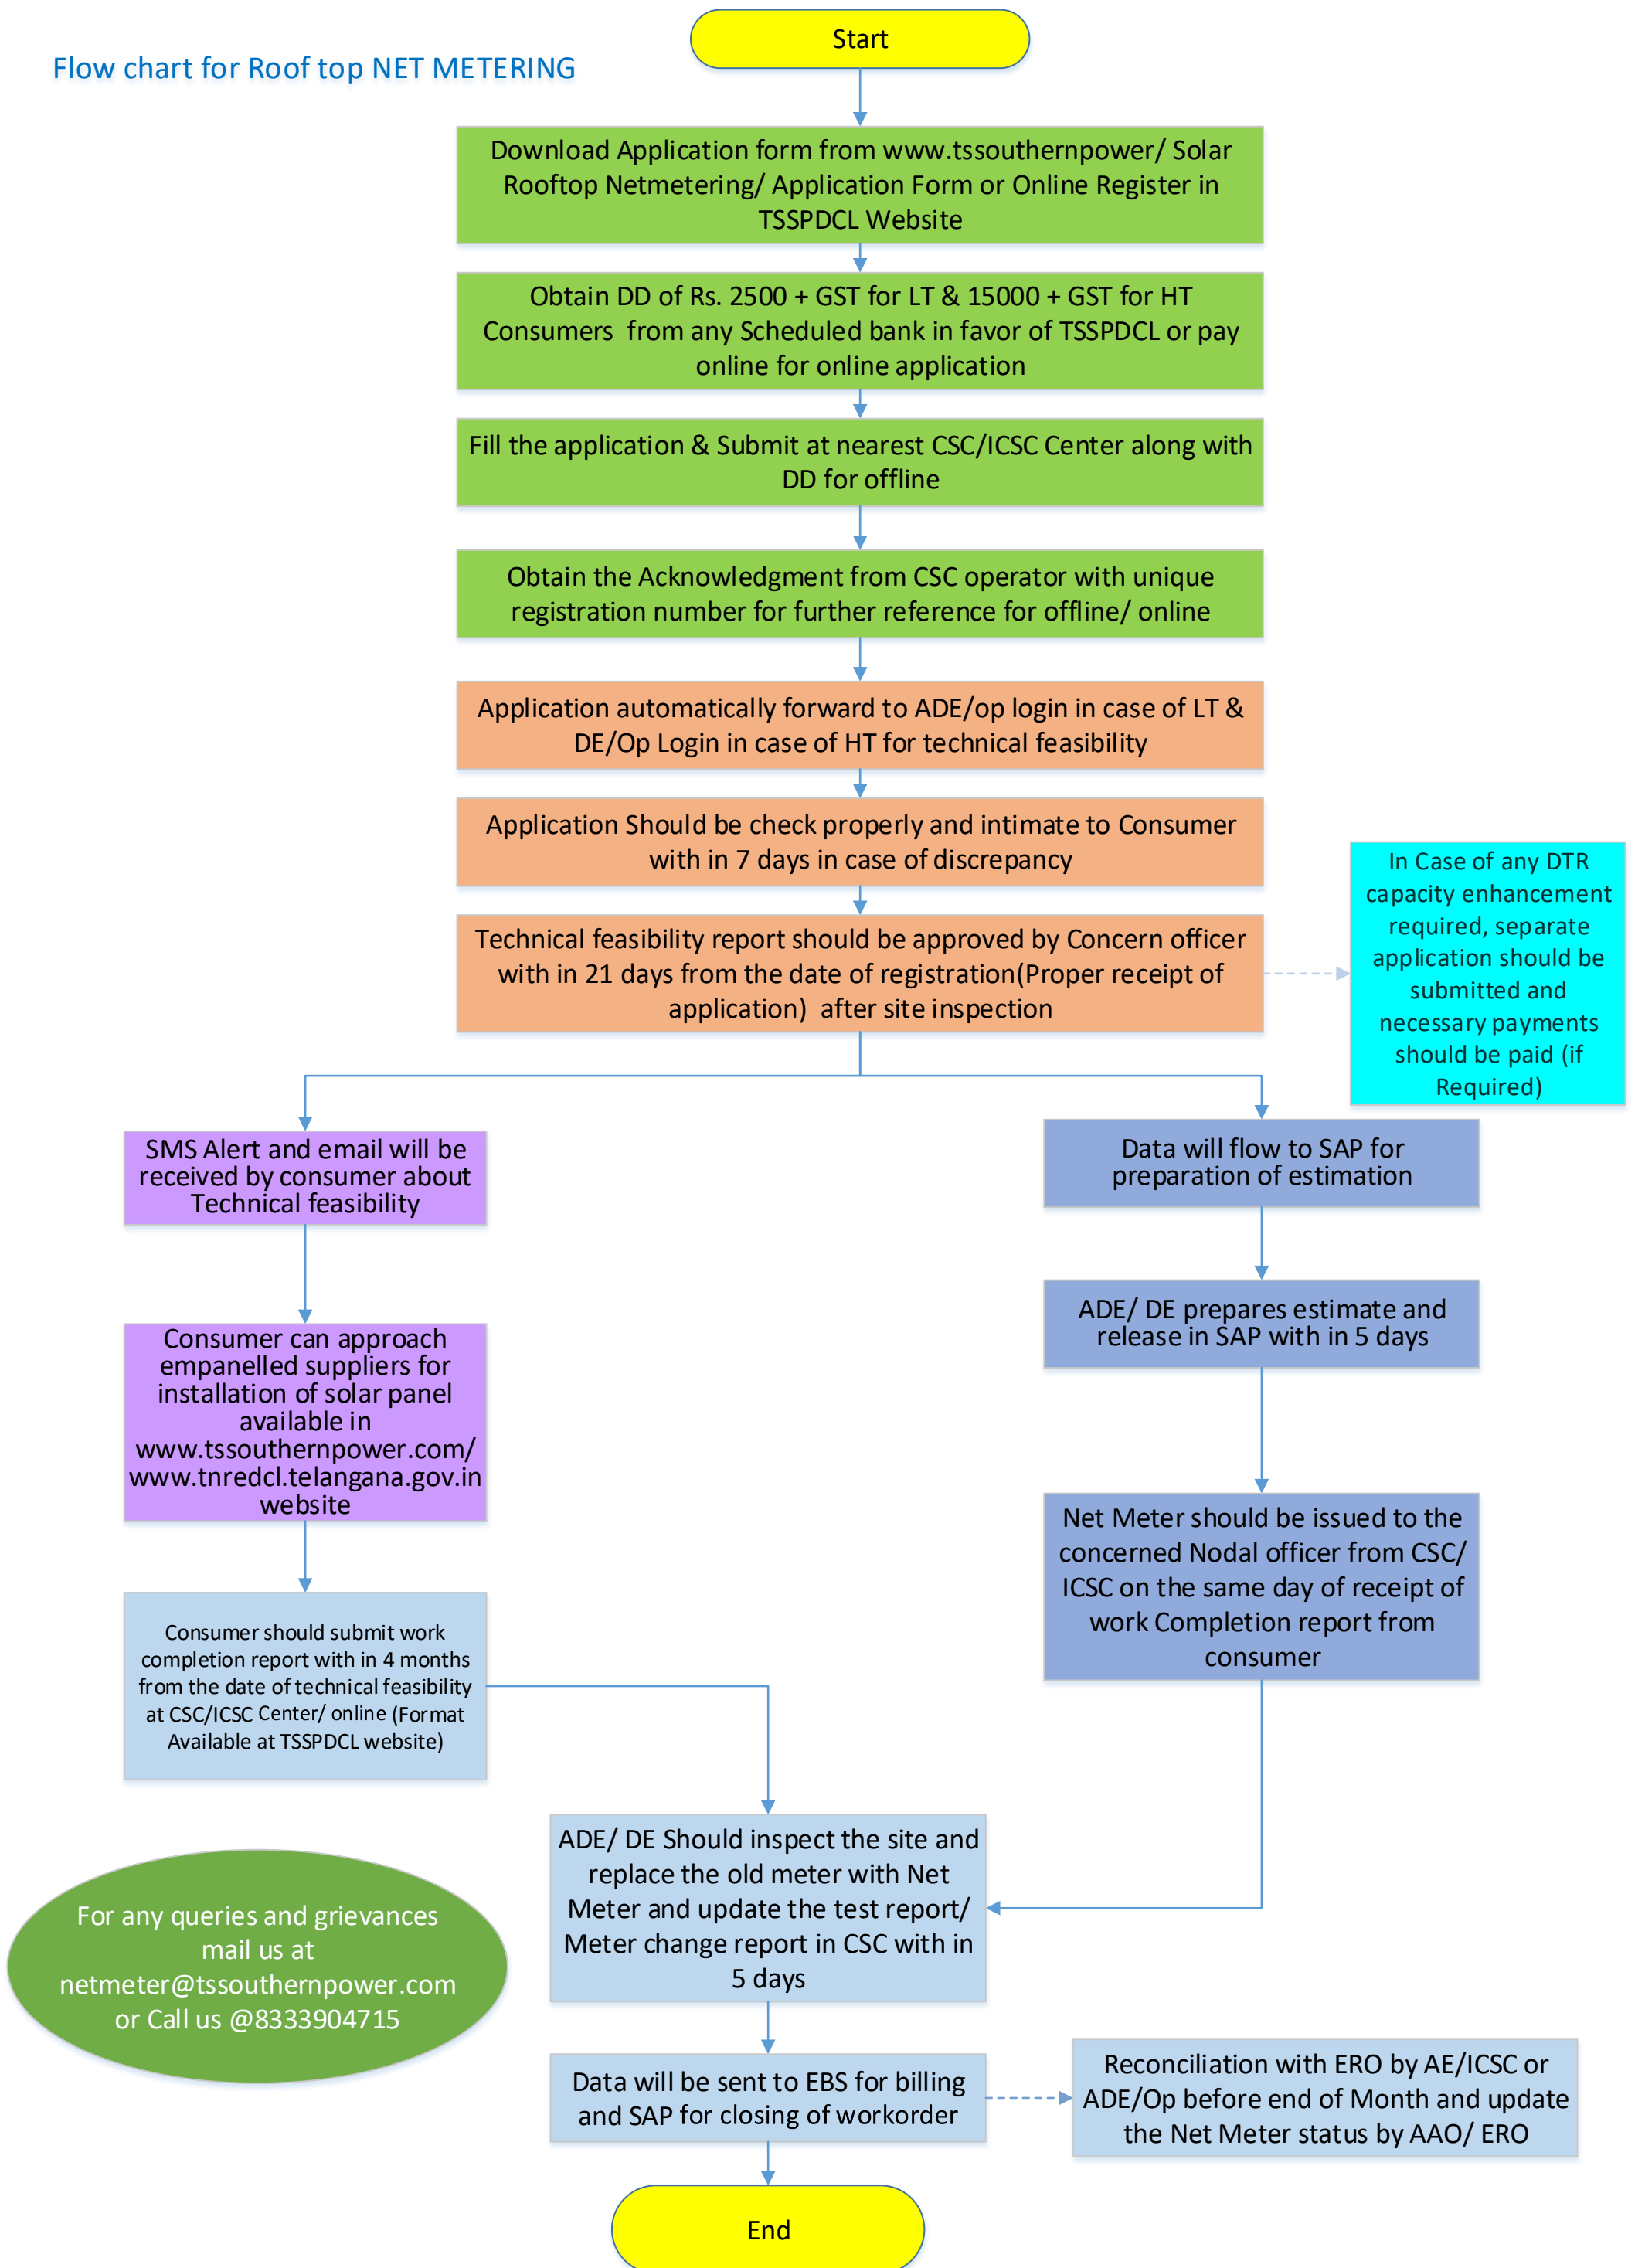 Start
Flow chart for Roof top NET METERING
Download Application form from www.tssouthernpower/ Solar
Rooftop Netmetering/ Application Form or Online Register in
TSSPDCL Website
Obtain DD of Rs. 2500 + GST for LT & 15000 + GST for HT
Consumers from any Scheduled bank in favor of TSSPDCL or pay
online for online application
Fill the application & Submit at nearest CSC/ICSC Center along with
DD for offline
Obtain the Acknowledgment from CSC operator with unique
registration number for further reference for offline/ online
Application automatically forward to ADE/op login in case of LT &
DE/Op Login in case of HT for technical feasibility
Application Should be check properly and intimate to Consumer
with in 7 days in case of discrepancy
Technical feasibility report should be approved by Concern officer
with in 21 days from the date of registration(Proper receipt of
application) after site inspection
In Case of any DTR
capacity enhancement
required, separate
application should be
submitted and
necessary payments
should be paid (if
Required)
SMS Alert and email will be
received by consumer about
Technical feasibility
Data will flow to SAP for
preparation of estimation
Consumer can approach
empanelled suppliers for
installation of solar panel
available in
www.tssouthernpower.com/
www.tnredcl.telangana.gov.in
website
ADE/ DE prepares estimate and
release in SAP with in 5 days
Net Meter should be issued to the
concerned Nodal officer from CSC/
ICSC on the same day of receipt of
work Completion report from
consumer
Consumer should submit work
completion report with in 4 months
from the date of technical feasibility
at CSC/ICSC Center/ online (Format
Available at TSSPDCL website)
ADE/ DE Should inspect the site and
replace the old meter with Net
Meter and update the test report/
Meter change report in CSC with in
5 days
For any queries and grievances
mail us at
netmeter@tssouthernpower.com
or Call us @8333904715
Data will be sent to EBS for billing
and SAP for closing of workorder
Reconciliation with ERO by AE/ICSC or
ADE/Op before end of Month and update
the Net Meter status by AAO/ ERO
End